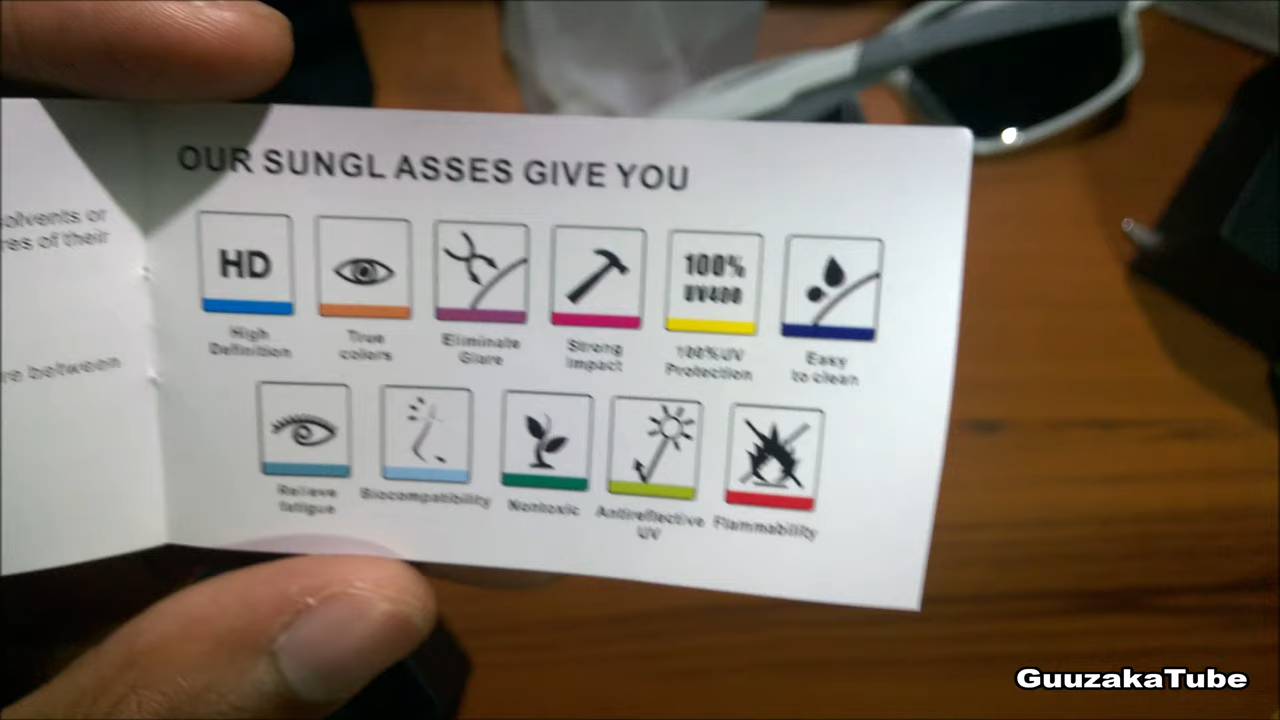 olvents or
res of their
re between
OUR SUNGL ASSES GIVE YOU
HD
100%
UV400
High
Definition
True
colors
Eliminate
Glare
Strong
Impact
100%UV
Protection
Easy
to clean
Relieve
fatigue
Biocompatibility
Nontoxic
Antireflective
UV
Flammability
GuuzakaTube